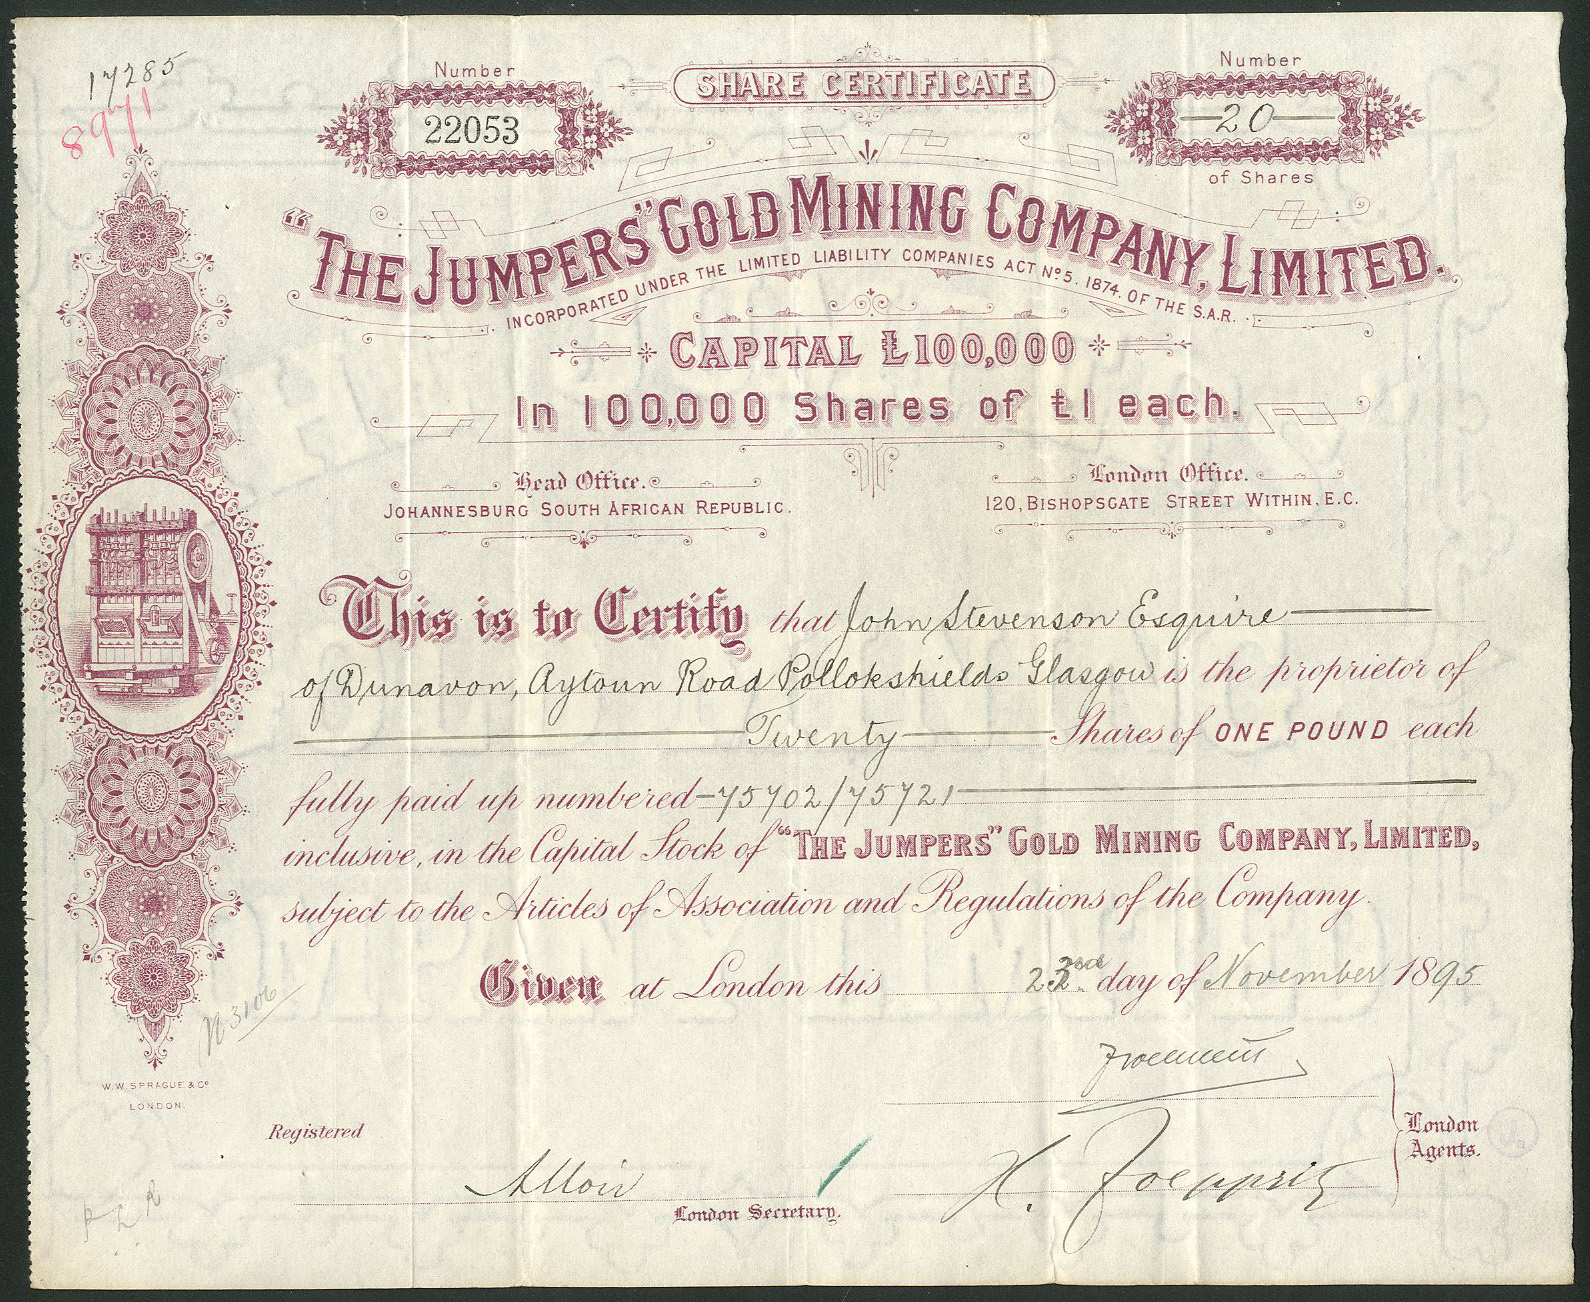 17285
8971
Number
22053
SHARE CERTIFICATE
Number
20
of Shares
"THE JUMPERS" GOLD MINING COMPANY, LIMITED.
INCORPORATED UNDER THE LIMITED LIABILITY COMPANIES ACT No. 5. 1874. OF THE S.A.R.
CAPITAL £100,000
In 100,000 Shares of £1 each.
Head Office.
JOHANNESBURG SOUTH AFRICAN REPUBLIC.
London Office.
120, BISHOPSGATE STREET WITHIN, E.C.
This is to Certify that John Stevenson Esquire
of Dunavon, Aytoun Road Pollokshields Glasgow is the proprietor of
Twenty Shares of ONE POUND each
fully paid up numbered 75702/75721
inclusive, in the Capital Stock of "THE JUMPERS" GOLD MINING COMPANY, LIMITED,
subject to the Articles of Association and Regulations of the Company.
Given at London this 22nd day of November 1895
N 3106
W. W. SPRAGUE & Co
LONDON.
Registered
London Agents.
London Secretary.